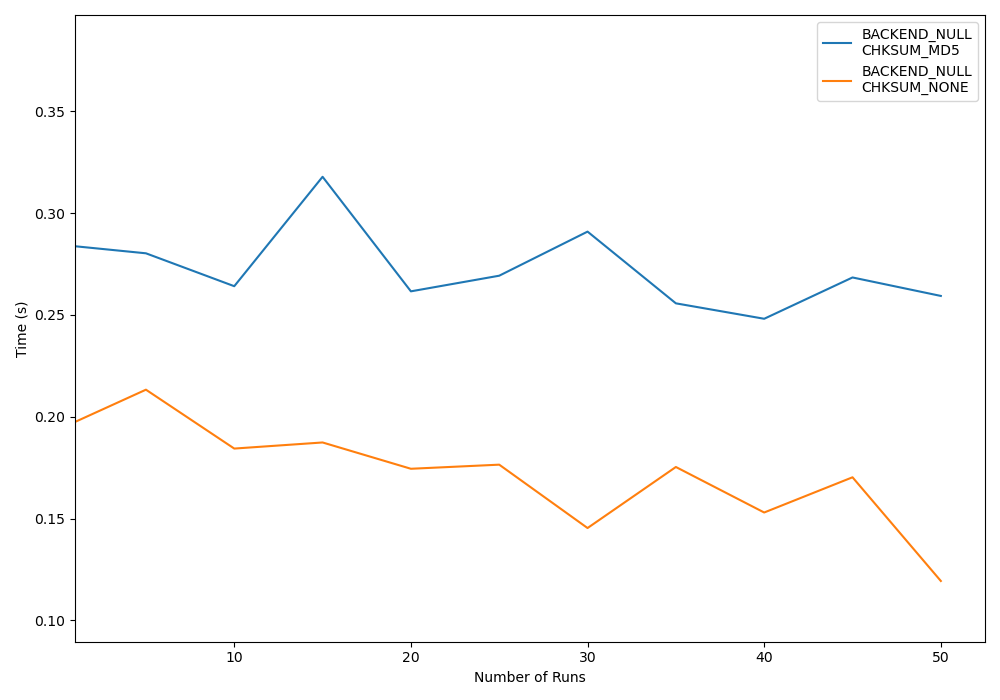 BACKEND_NULL
CHKSUM_MD5
BACKEND_NULL
CHKSUM_NONE
0.35
0.30
0.25
0.20
0.15
0.10
Time (s)
10 20 30 40 50
Number of Runs